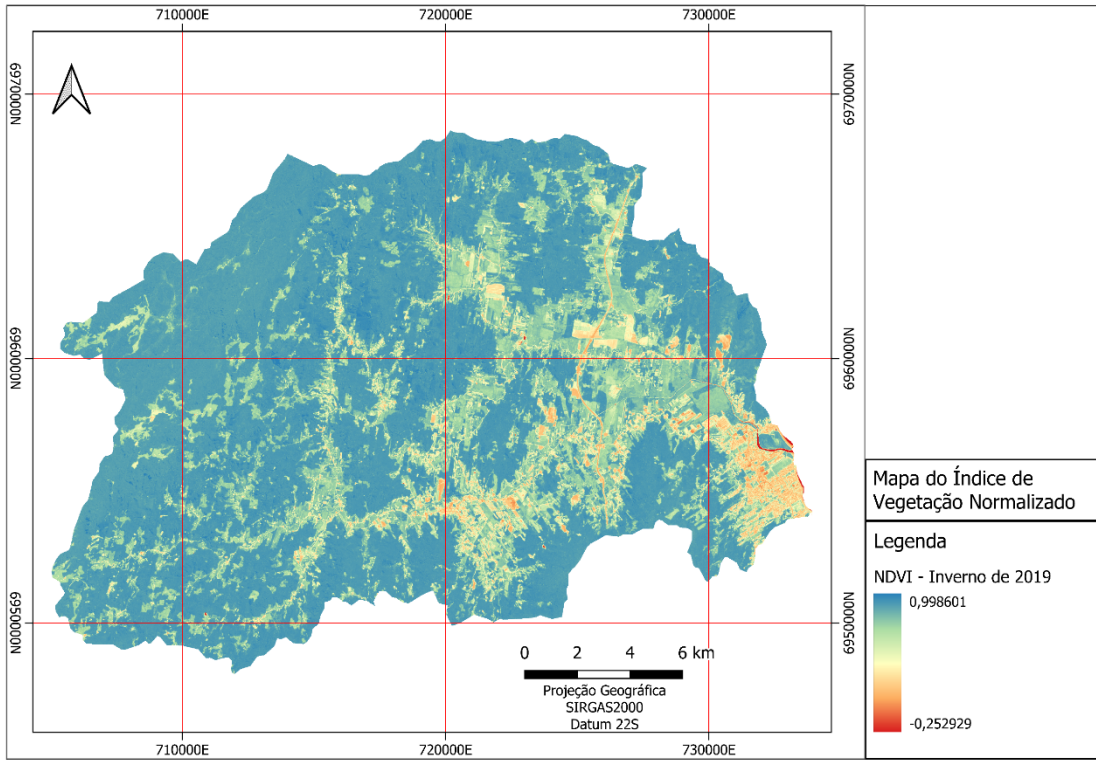 710000E
720000E
730000E
6970000N
6970000N
6960000N
6960000N
6950000N
6950000N
0 2 4 6 km
Projeção Geográfica
SIRGAS2000
Datum 22S
710000E
720000E
730000E
Mapa do Índice de
Vegetação Normalizado
Legenda
NDVI - Inverno de 2019
0,998601
-0,252929